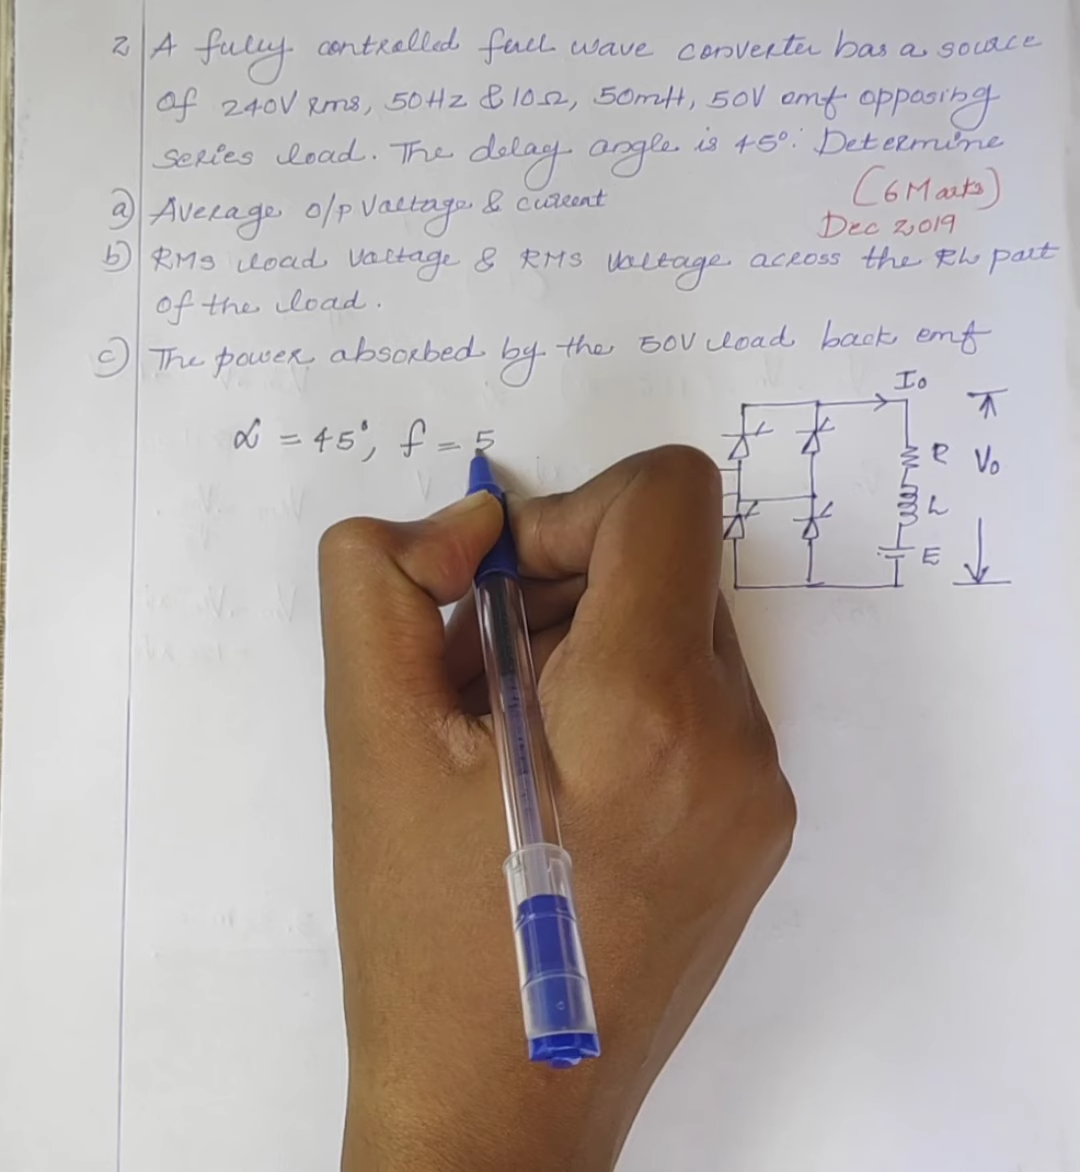 2 A fully controlled full wave converter has a source
of 240V rms, 50Hz & 10Ω, 50mH, 50V emf opposing
series load. The delay angle is 45°. Determine
(6 Marks)
a) Average o/p Voltage & current
Dec 2019
b) RMS load voltage & RMS voltage across the RL part
of the load.
c) The power absorbed by the 50V load back emf
I₀
α = 45°, f = 5
R V₀
L
E